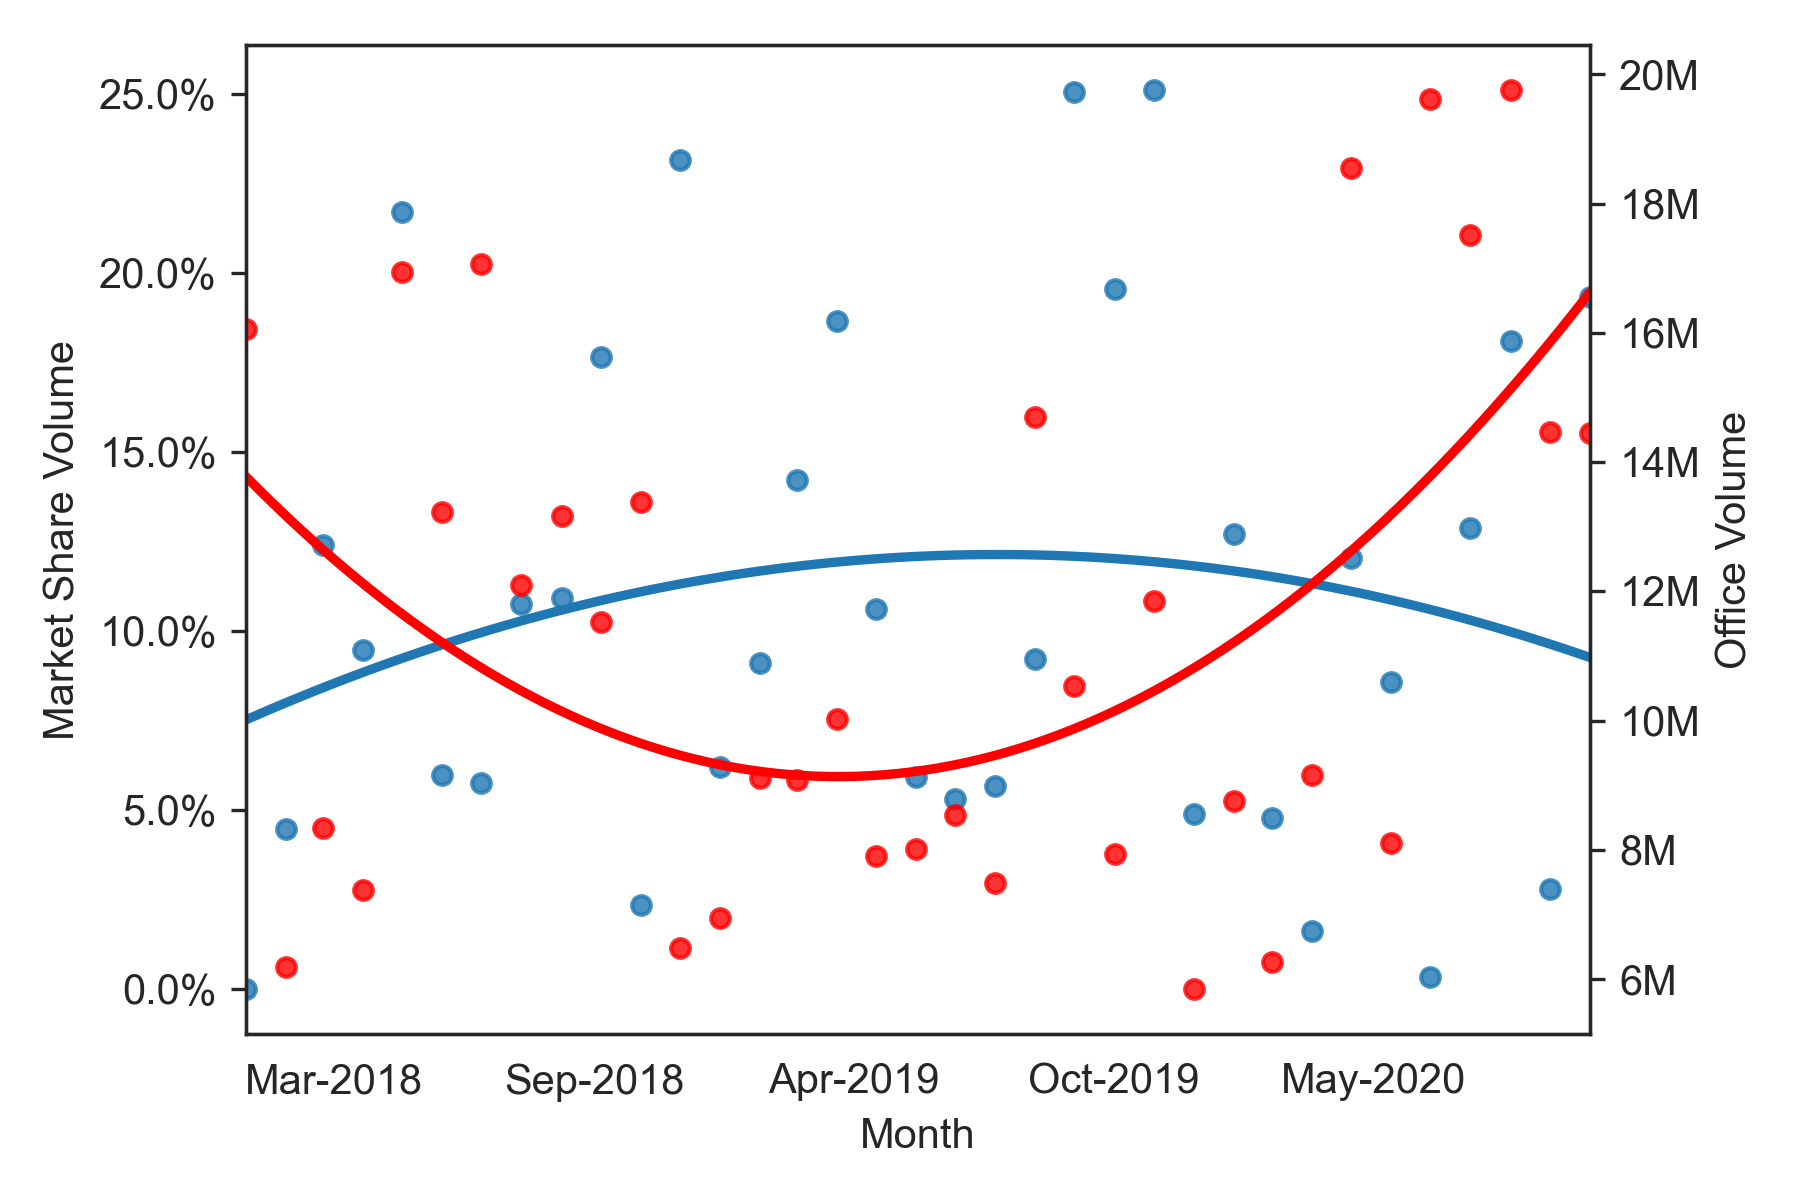 25.0%
20.0%
15.0%
10.0%
5.0%
0.0%
Market Share Volume
20M
18M
16M
14M
12M
10M
8M
6M
Office Volume
Mar-2018
Sep-2018
Apr-2019
Oct-2019
May-2020
Month